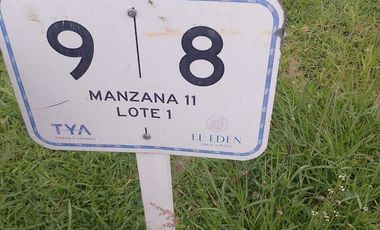 9 8
MANZANA 11
LOTE 1
TYA EL EDEN